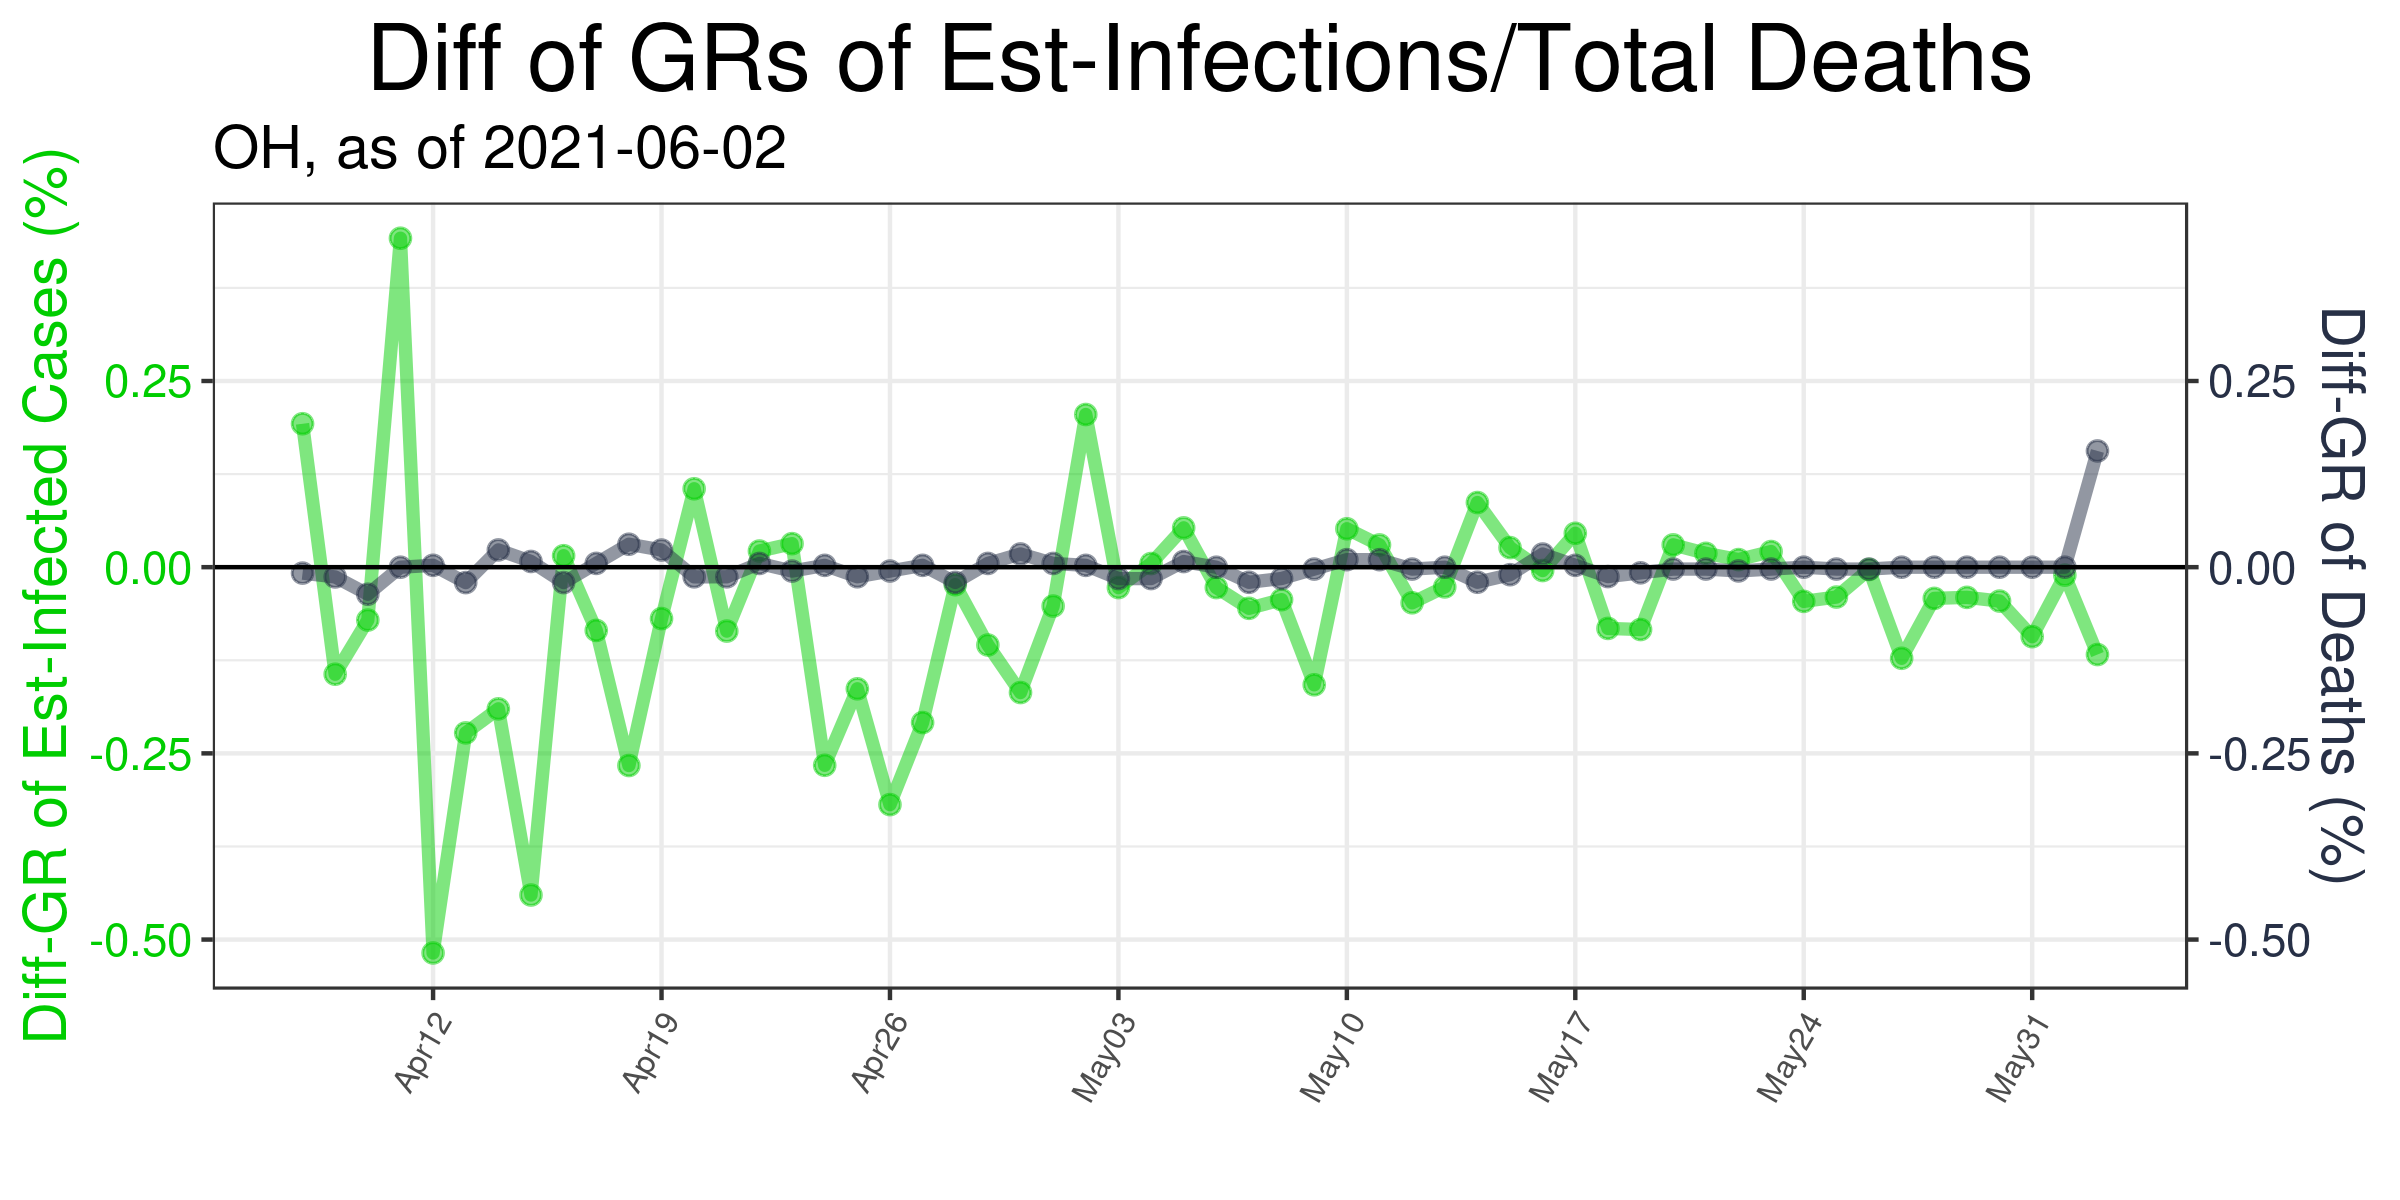 Diff of GRs of Est-Infections/Total Deaths
OH, as of 2021-06-02
Diff-GR of Est-Infected Cases (%)
0.25
0.00
-0.25
-0.50
0.25
0.00
-0.25
-0.50
Diff-GR of Deaths (%)
Apr12
Apr19
Apr26
May03
May10
May17
May24
May31